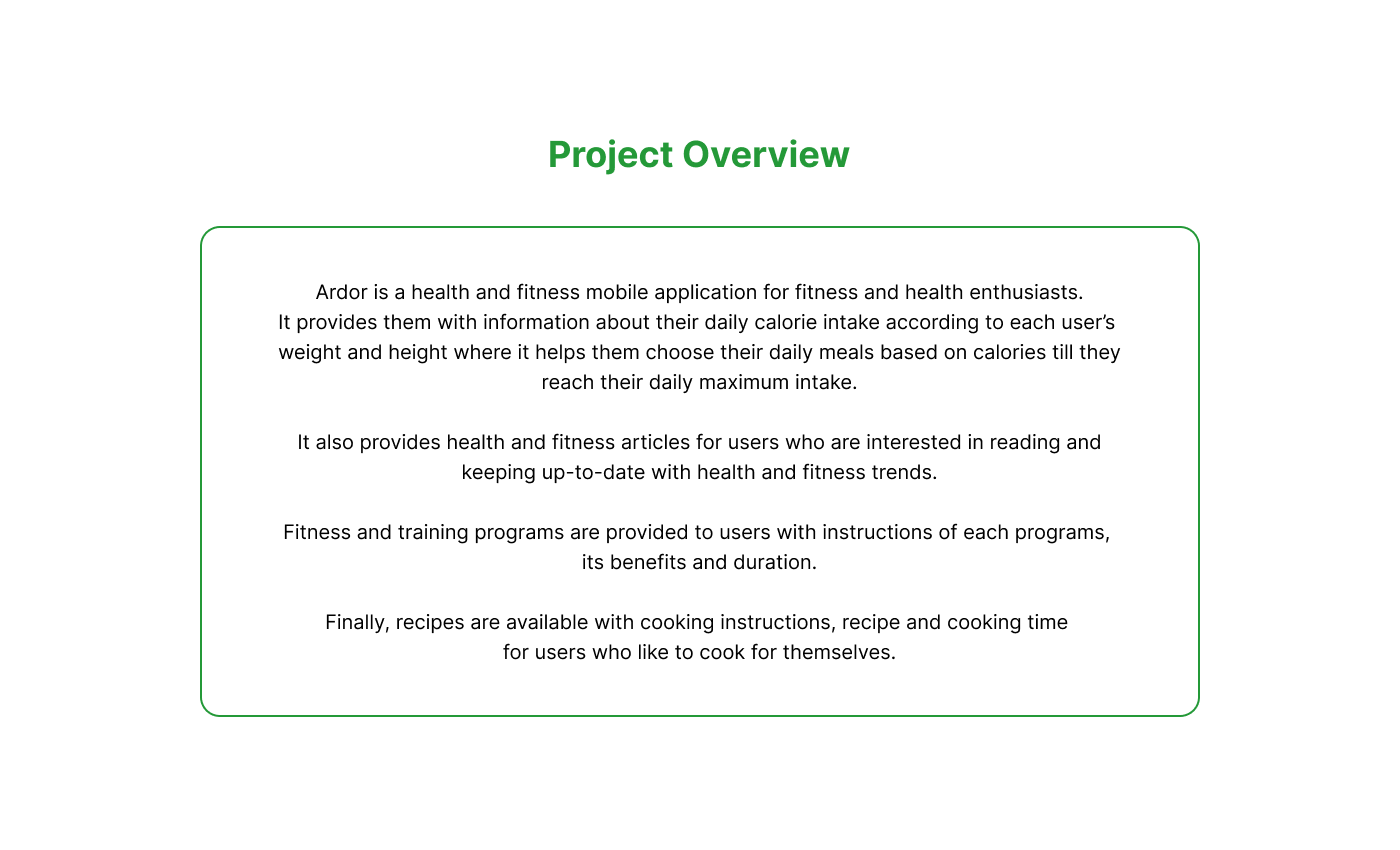 Project Overview
Ardor is a health and fitness mobile application for fitness and health enthusiasts.
It provides them with information about their daily calorie intake according to each user’s
weight and height where it helps them choose their daily meals based on calories till they
reach their daily maximum intake.
It also provides health and fitness articles for users who are interested in reading and
keeping up-to-date with health and fitness trends.
Fitness and training programs are provided to users with instructions of each programs,
its benefits and duration.
Finally, recipes are available with cooking instructions, recipe and cooking time
for users who like to cook for themselves.